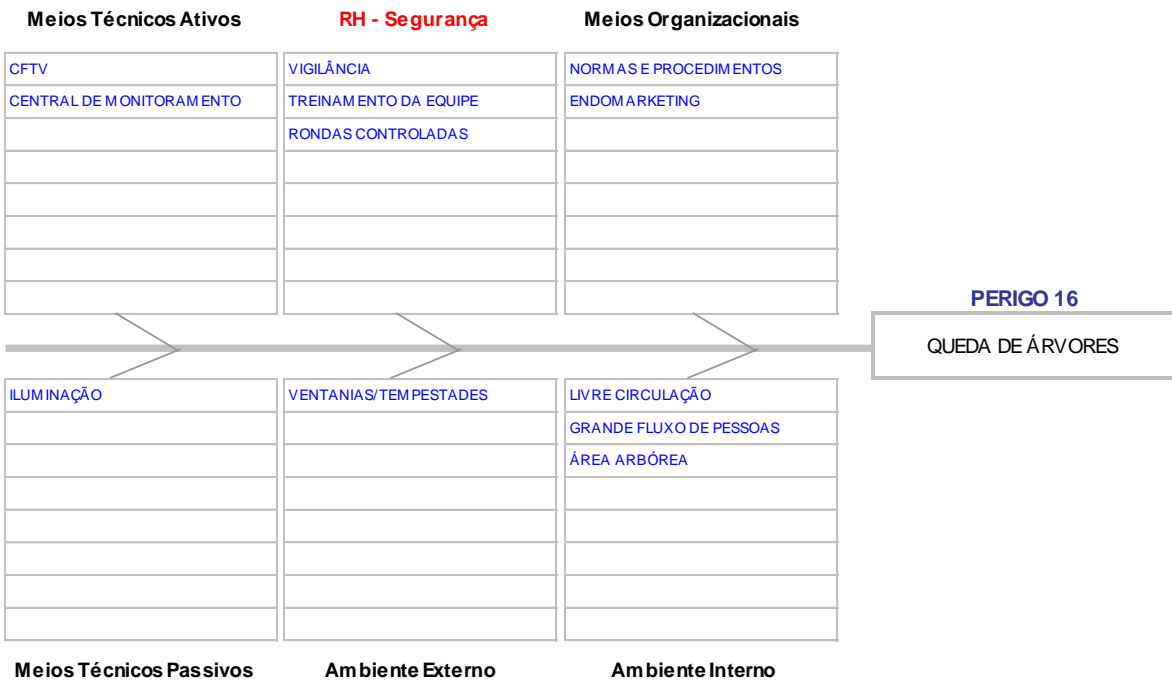 Meios Técnicos Ativos
RH - Segurança
Meios Organizacionais
CFTV
CENTRAL DE MONITORAMENTO
VIGILÂNCIA
TREINAMENTO DA EQUIPE
RONDAS CONTROLADAS
NORMAS E PROCEDIMENTOS
ENDOMARKETING
PERIGO 16
QUEDA DE ÁRVORES
ILUMINAÇÃO
VENTANIAS/TEMPESTADES
LIVRE CIRCULAÇÃO
GRANDE FLUXO DE PESSOAS
ÁREA ARBÓREA
Meios Técnicos Passivos
Ambiente Externo
Ambiente Interno